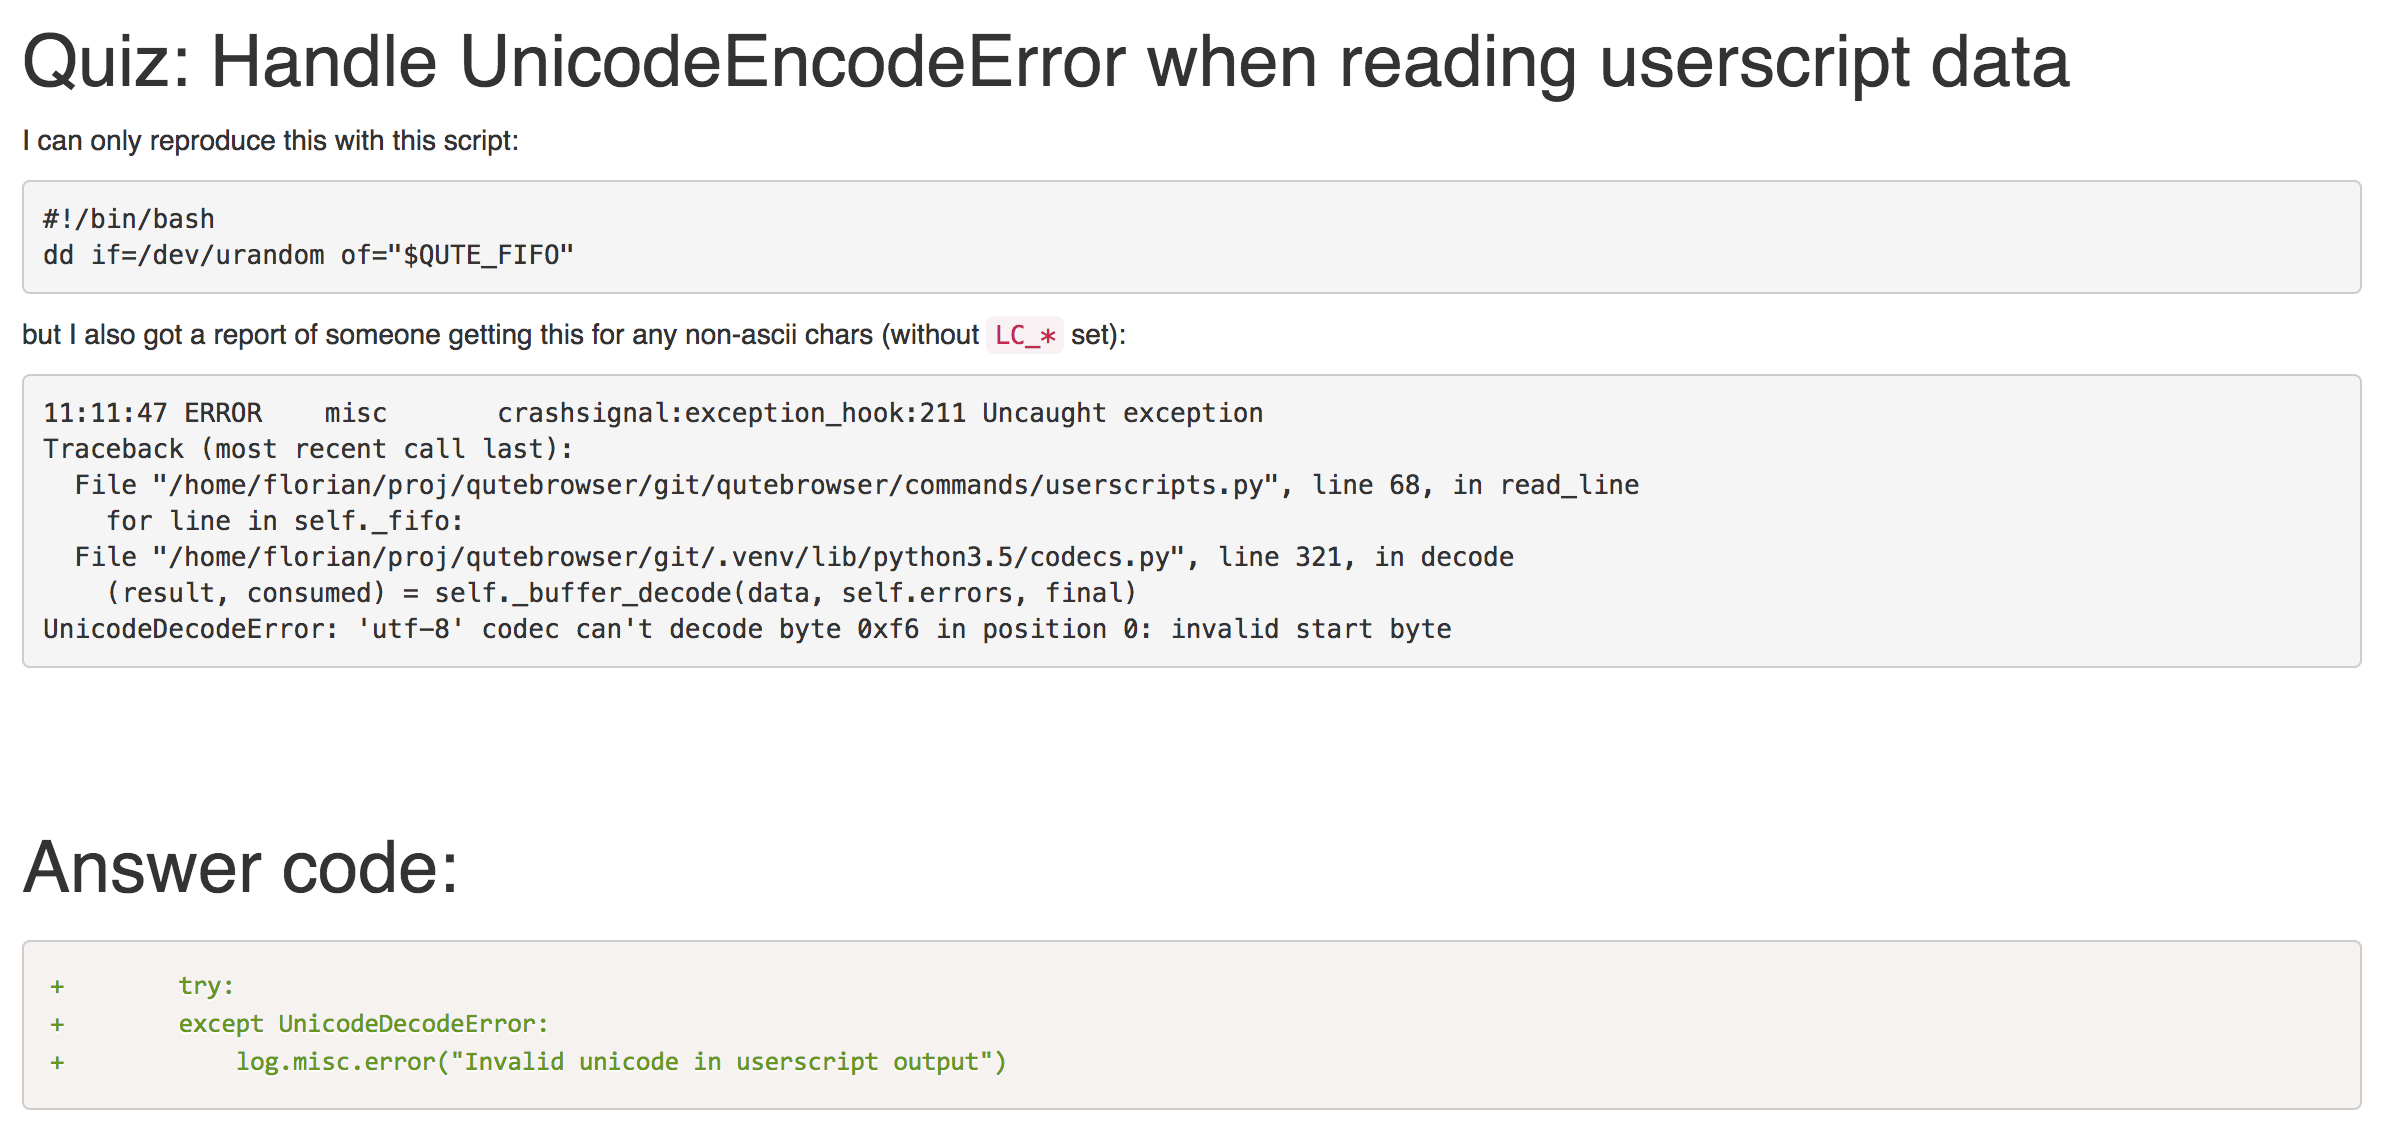 Quiz: Handle UnicodeEncodeError when reading userscript data
I can only reproduce this with this script:
#!/bin/bash
dd if=/dev/urandom of="$QUTE_FIFO"
but I also got a report of someone getting this for any non-ascii chars (without LC_* set):
11:11:47 ERROR    misc       crashsignal:exception_hook:211 Uncaught exception
Traceback (most recent call last):
  File "/home/florian/proj/qutebrowser/git/qutebrowser/commands/userscripts.py", line 68, in read_line
    for line in self._fifo:
  File "/home/florian/proj/qutebrowser/git/.venv/lib/python3.5/codecs.py", line 321, in decode
    (result, consumed) = self._buffer_decode(data, self.errors, final)
UnicodeDecodeError: 'utf-8' codec can't decode byte 0xf6 in position 0: invalid start byte
Answer code:
+        try:
+        except UnicodeDecodeError:
+            log.misc.error("Invalid unicode in userscript output")